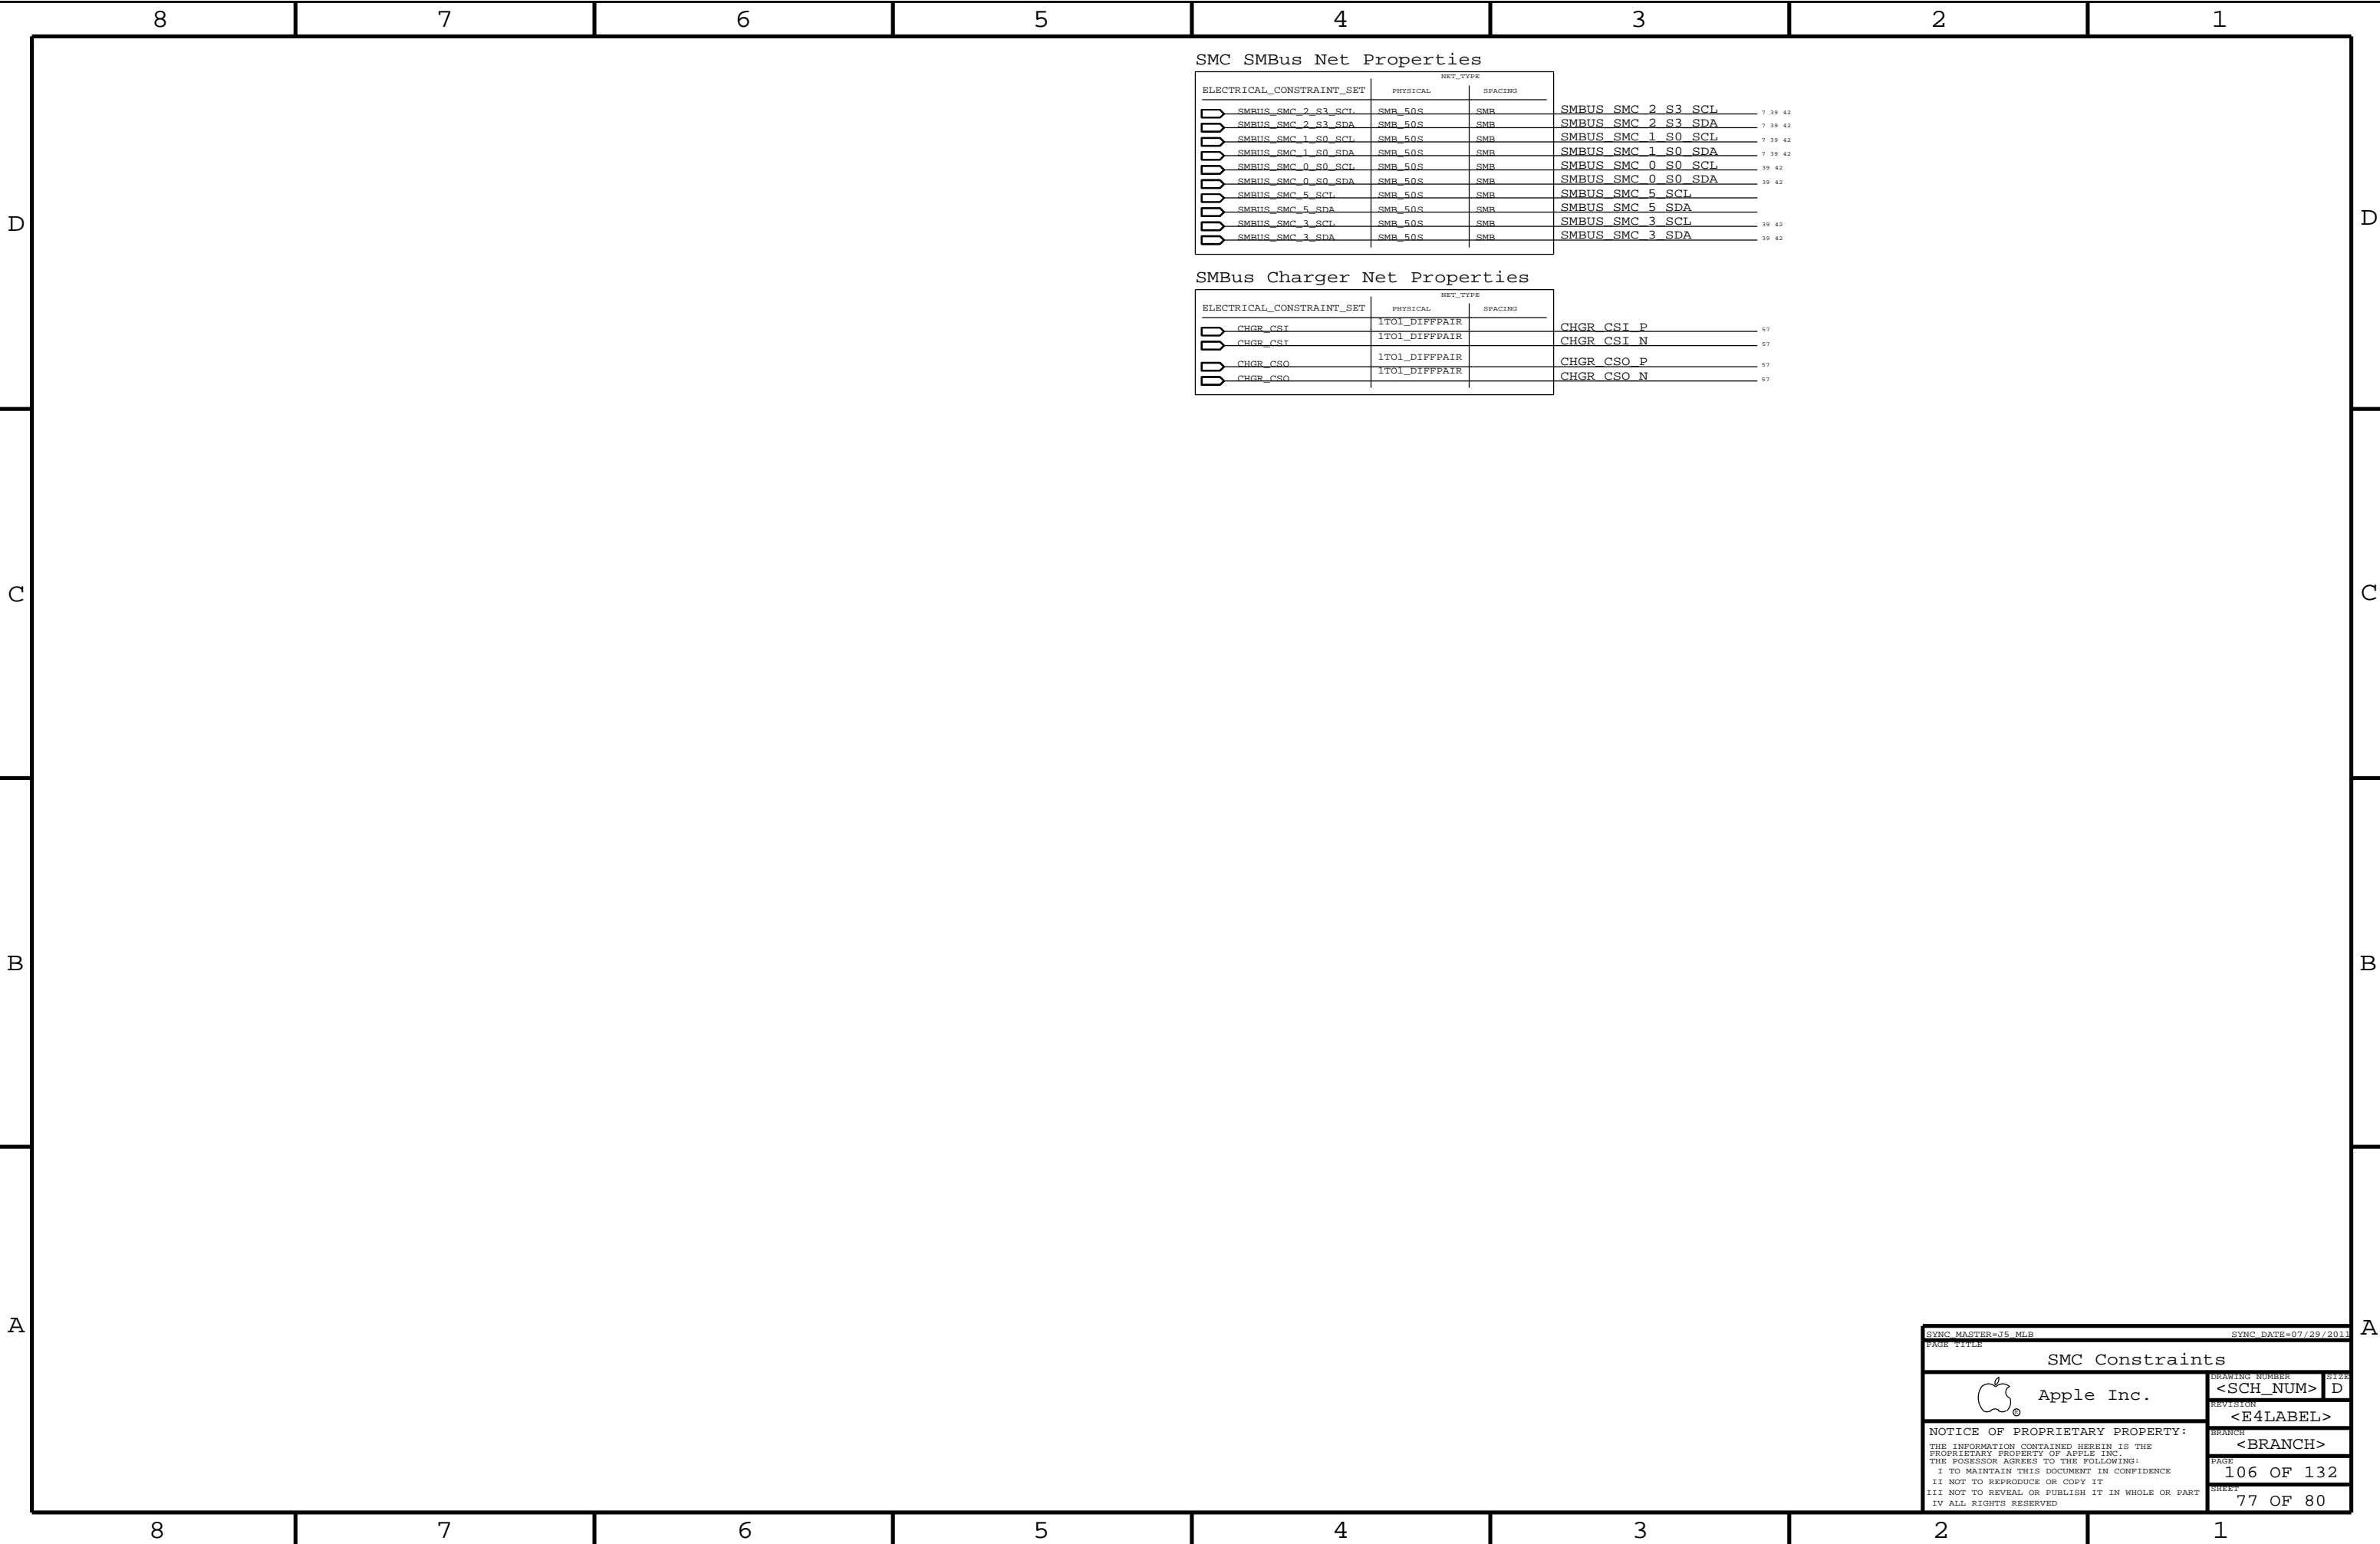 8 7 6 5 4 3 2 1
SMC SMBus Net Properties
NET_TYPE
ELECTRICAL_CONSTRAINT_SET PHYSICAL SPACING
SMBUS_SMC_2_S3_SCL SMB_50S SMB SMBUS_SMC_2_S3_SCL 7 39 42
SMBUS_SMC_2_S3_SDA SMB_50S SMB SMBUS_SMC_2_S3_SDA 7 39 42
SMBUS_SMC_1_S0_SCL SMB_50S SMB SMBUS_SMC_1_S0_SCL 7 39 42
SMBUS_SMC_1_S0_SDA SMB_50S SMB SMBUS_SMC_1_S0_SDA 7 39 42
SMBUS_SMC_0_S0_SCL SMB_50S SMB SMBUS_SMC_0_S0_SCL 39 42
SMBUS_SMC_0_S0_SDA SMB_50S SMB SMBUS_SMC_0_S0_SDA 39 42
SMBUS_SMC_5_SCL SMB_50S SMB SMBUS_SMC_5_SCL
SMBUS_SMC_5_SDA SMB_50S SMB SMBUS_SMC_5_SDA
SMBUS_SMC_3_SCL SMB_50S SMB SMBUS_SMC_3_SCL 39 42
SMBUS_SMC_3_SDA SMB_50S SMB SMBUS_SMC_3_SDA 39 42
D D
SMBus Charger Net Properties
NET_TYPE
ELECTRICAL_CONSTRAINT_SET PHYSICAL SPACING
CHGR_CSI 1TO1_DIFFPAIR CHGR_CSI_P 57
CHGR_CSI 1TO1_DIFFPAIR CHGR_CSI_N 57
CHGR_CSO 1TO1_DIFFPAIR CHGR_CSO_P 57
CHGR_CSO 1TO1_DIFFPAIR CHGR_CSO_N 57
C C
B B
A A
SYNC_MASTER=J5_MLB SYNC_DATE=07/29/2011
PAGE TITLE
SMC Constraints
Apple Inc.
DRAWING NUMBER SIZE
<SCH_NUM> D
REVISION
<E4LABEL>
BRANCH
<BRANCH>
PAGE
106 OF 132
SHEET
77 OF 80
NOTICE OF PROPRIETARY PROPERTY:
THE INFORMATION CONTAINED HEREIN IS THE
PROPRIETARY PROPERTY OF APPLE INC.
THE POSESSOR AGREES TO THE FOLLOWING:
I TO MAINTAIN THIS DOCUMENT IN CONFIDENCE
II NOT TO REPRODUCE OR COPY IT
III NOT TO REVEAL OR PUBLISH IT IN WHOLE OR PART
IV ALL RIGHTS RESERVED
8 7 6 5 4 3 2 1